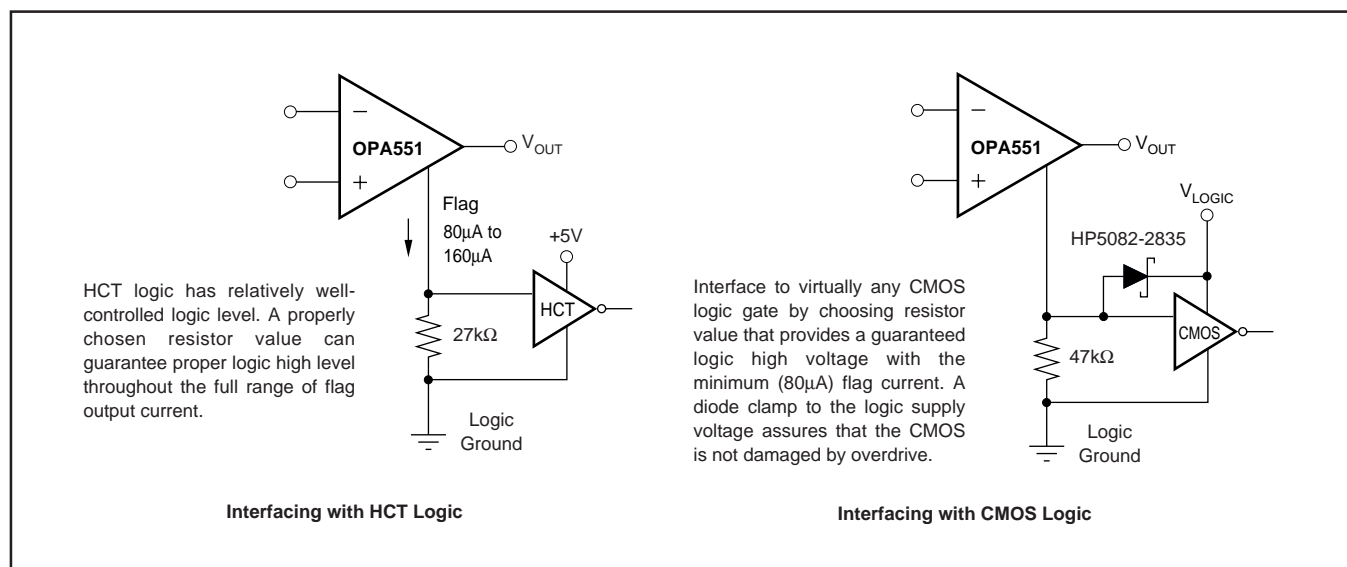 −
+
OPA551
V_OUT
Flag
80µA to
160µA
+5V
HCT
27kΩ
Logic
Ground
HCT logic has relatively well-
controlled logic level. A properly
chosen resistor value can
guarantee proper logic high level
throughout the full range of flag
output current.
Interfacing with HCT Logic
−
+
OPA551
V_OUT
V_LOGIC
HP5082-2835
CMOS
47kΩ
Logic
Ground
Interface to virtually any CMOS
logic gate by choosing resistor
value that provides a guaranteed
logic high voltage with the
minimum (80µA) flag current. A
diode clamp to the logic supply
voltage assures that the CMOS
is not damaged by overdrive.
Interfacing with CMOS Logic